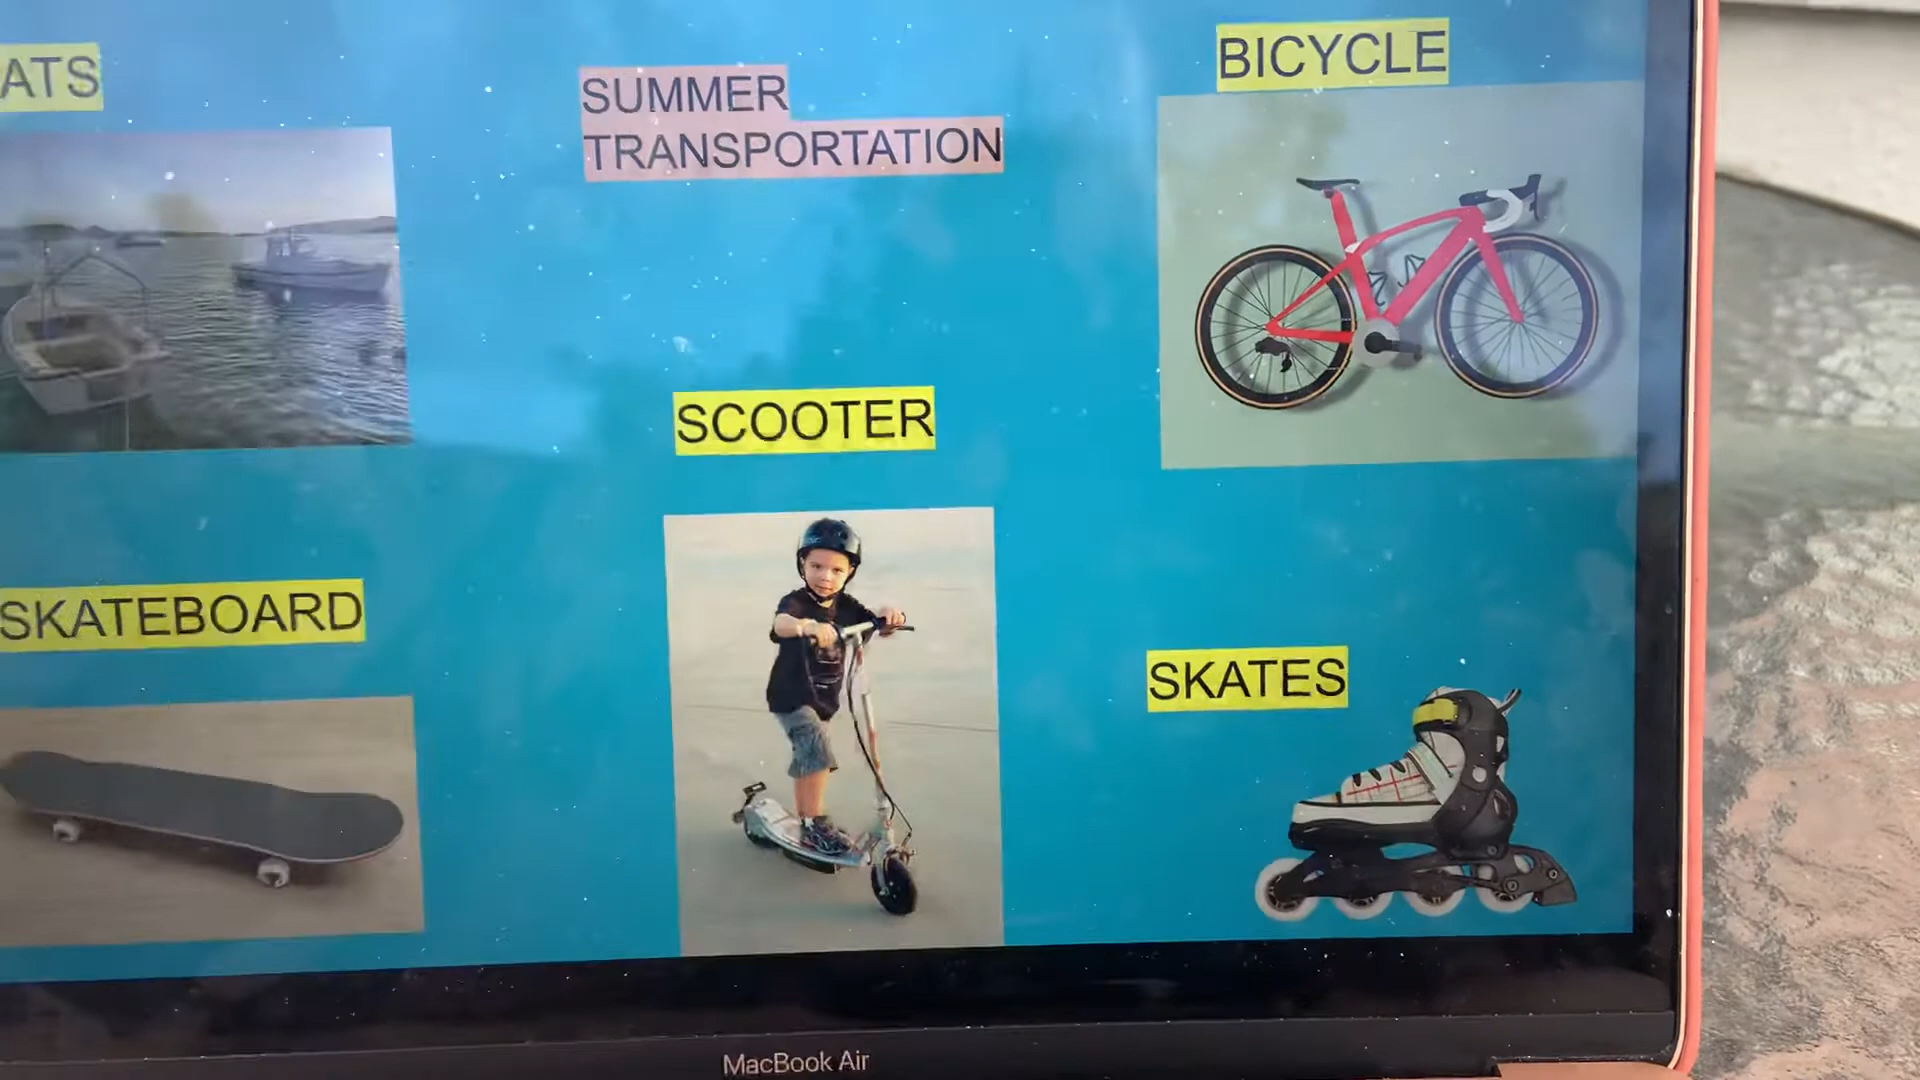 ATS
SUMMER
TRANSPORTATION
BICYCLE
SCOOTER
SKATEBOARD
SKATES
MacBook Air